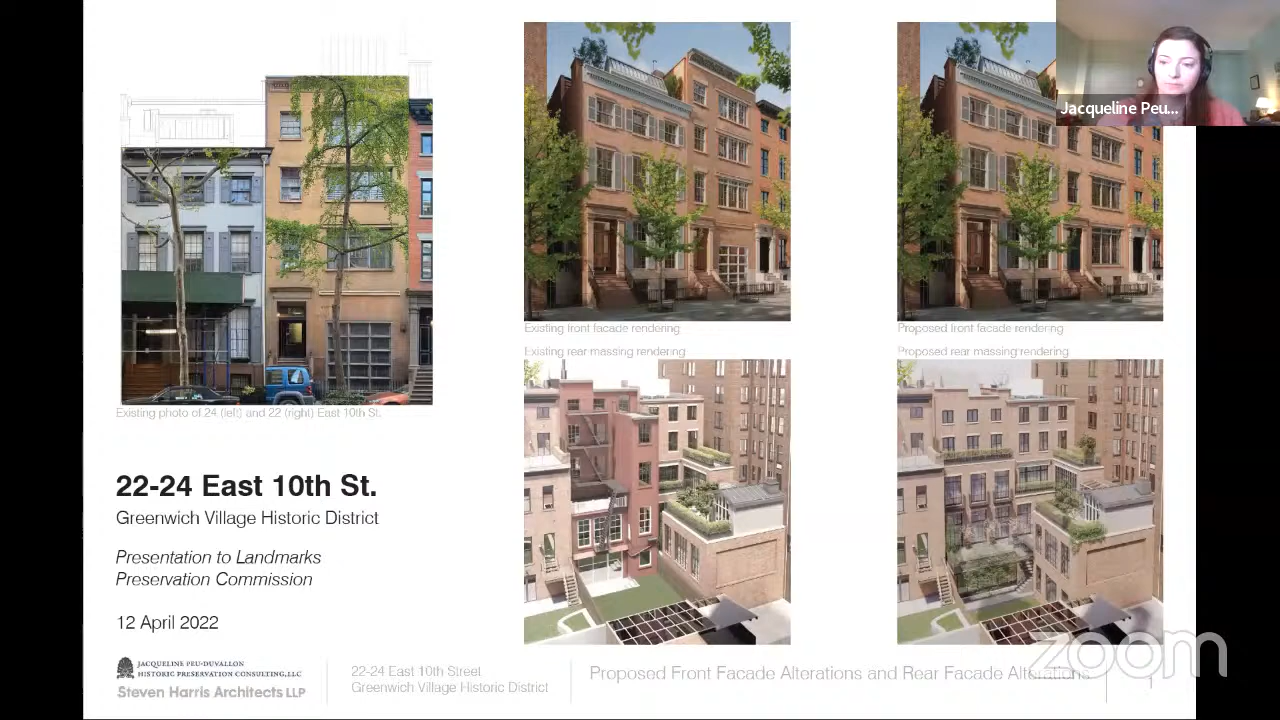 Jacqueline Peu...
Existing front facade rendering
Proposed front facade rendering
Existing rear massing rendering
Proposed rear massing rendering
Existing photo of 24 (left) and 22 (right) East 10th St.
22-24 East 10th St.
Greenwich Village Historic District
Presentation to Landmarks
Preservation Commission
12 April 2022
JACQUELINE PEU-DUVALLON
HISTORIC PRESERVATION CONSULTING, LLC
Steven Harris Architects LLP
22-24 East 10th Street
Greenwich Village Historic District
Proposed Front Facade Alterations and Rear Facade Alterations
1
zoom